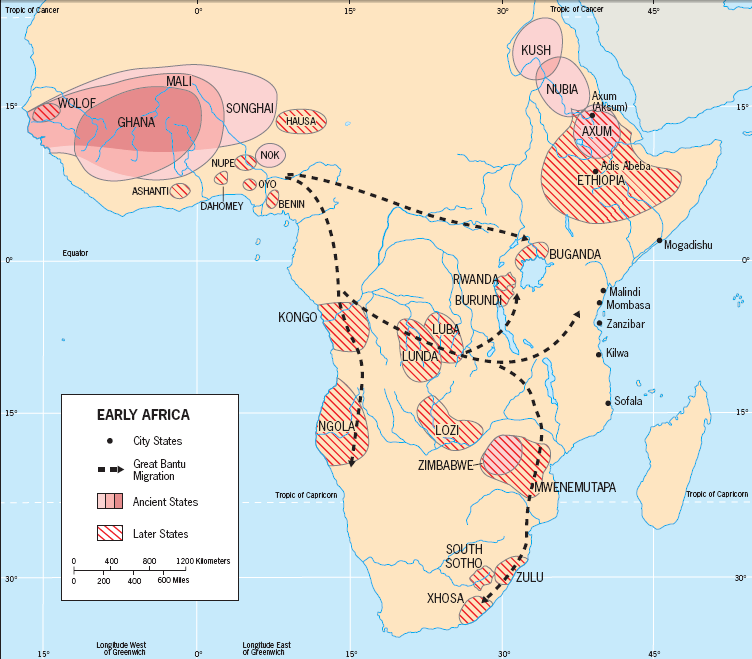 Tropic of Cancer
0°
15°
30°
Tropic of Cancer
45°
KUSH
MALI
NUBIA
WOLOF
SONGHAI
Axum
(Aksum)
15°
15°
GHANA
HAUSA
AXUM
NOK
NUPE
Adis Abeba
ETHIOPIA
ASHANTI
OYO
DAHOMEY
BENIN
Mogadishu
Equator
BUGANDA
0°
0°
RWANDA
BURUNDI
Malindi
Mombasa
KONGO
Zanzibar
LUBA
LUNDA
Kilwa
Sofala
15°
15°
NGOLA
LOZI
ZIMBABWE
MWENEMUTAPA
Tropic of Capricorn
Tropic of Capricorn
SOUTH
SOTHO
ZULU
30°
30°
XHOSA
EARLY AFRICA
City States
Great Bantu
Migration
Ancient States
Later States
0 400 800 1200 Kilometers
0 200 400 600 Miles
15°
Longitude West
of Greenwich
0°
Longitude East
of Greenwich
15°
30°
45°